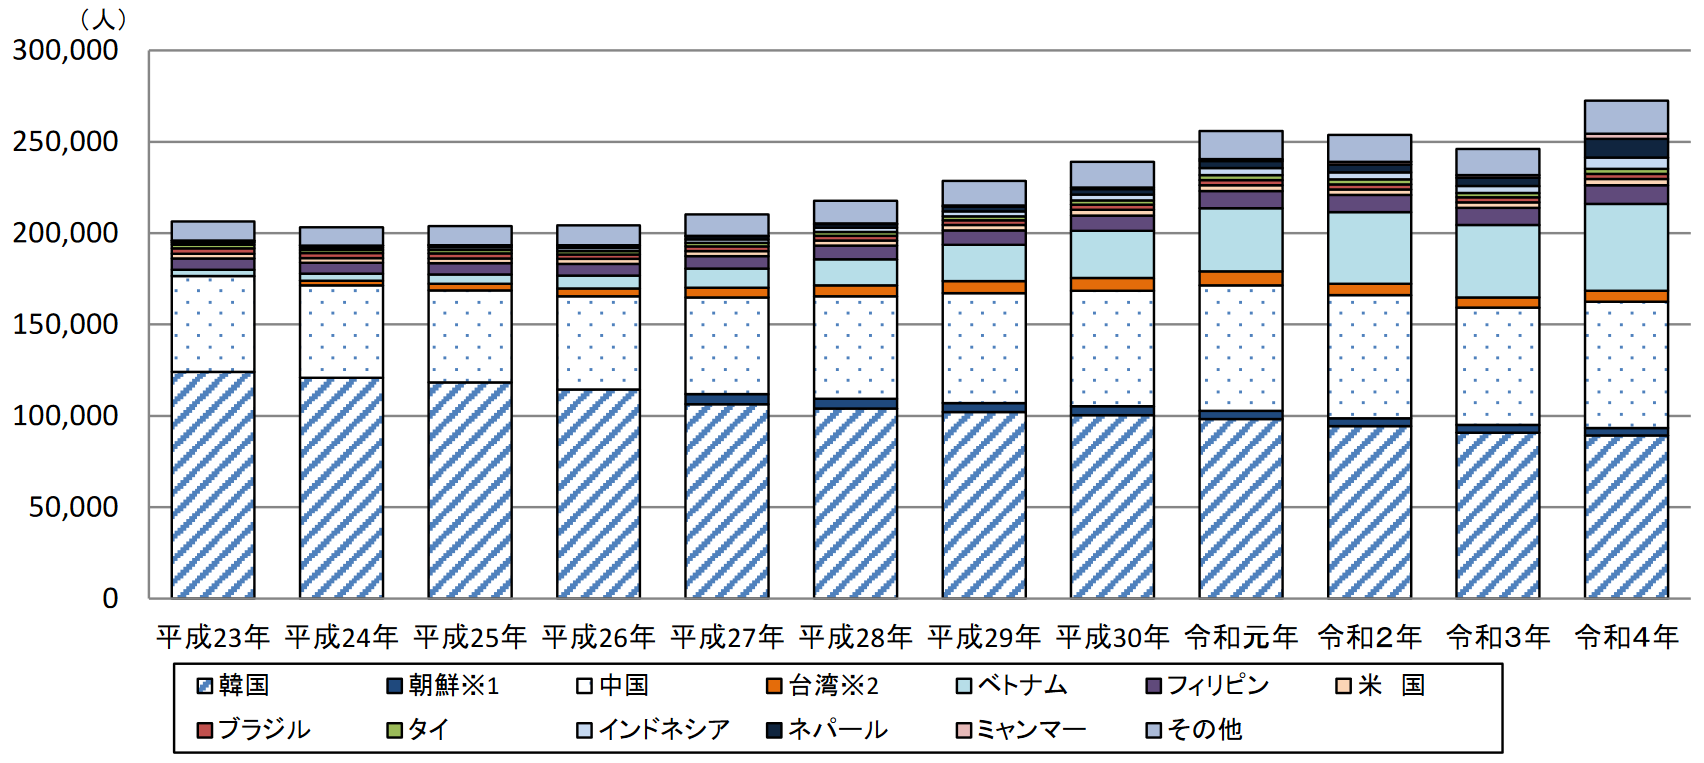 （人）
300,000
250,000
200,000
150,000
100,000
50,000
0
平成23年 平成24年 平成25年 平成26年 平成27年 平成28年 平成29年 平成30年 令和元年 令和２年 令和３年 令和４年
韓国 朝鮮※1 中国 台湾※2 ベトナム フィリピン 米　国
ブラジル タイ インドネシア ネパール ミャンマー その他